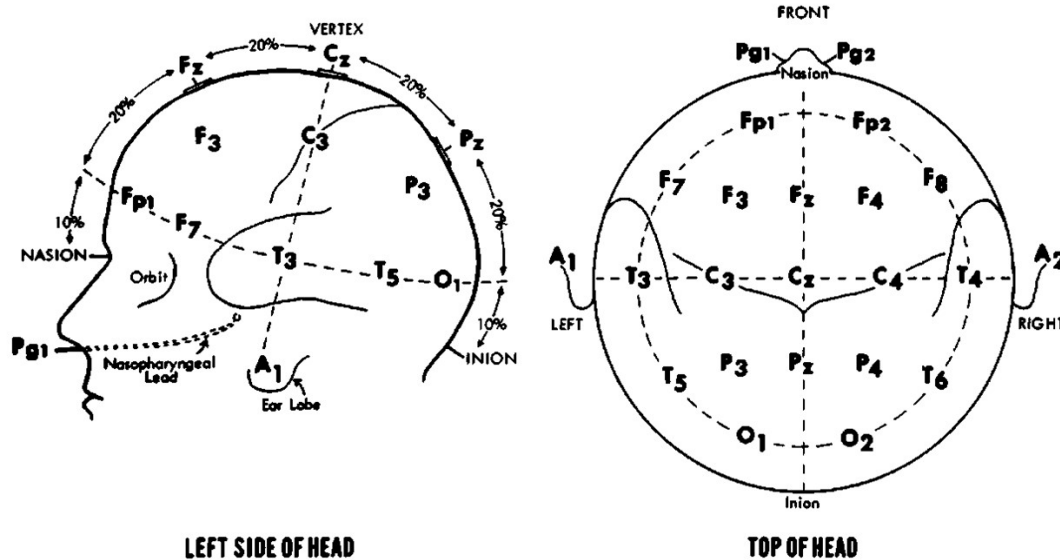 VERTEX
Cz
20%
20%
Fz
20%
20%
Pz
F3
C3
P3
Fp1
F7
10%
NASION
T3
T5
O1
Orbit
10%
INION
Pg1
Nasopharyngeal
Lead
A1
Ear Lobe
LEFT SIDE OF HEAD
FRONT
Pg1
Pg2
Nasion
Fp1
Fp2
F7
F3
Fz
F4
F8
A1
T3
C3
Cz
C4
T4
A2
LEFT
RIGHT
T5
P3
Pz
P4
T6
O1
O2
Inion
TOP OF HEAD